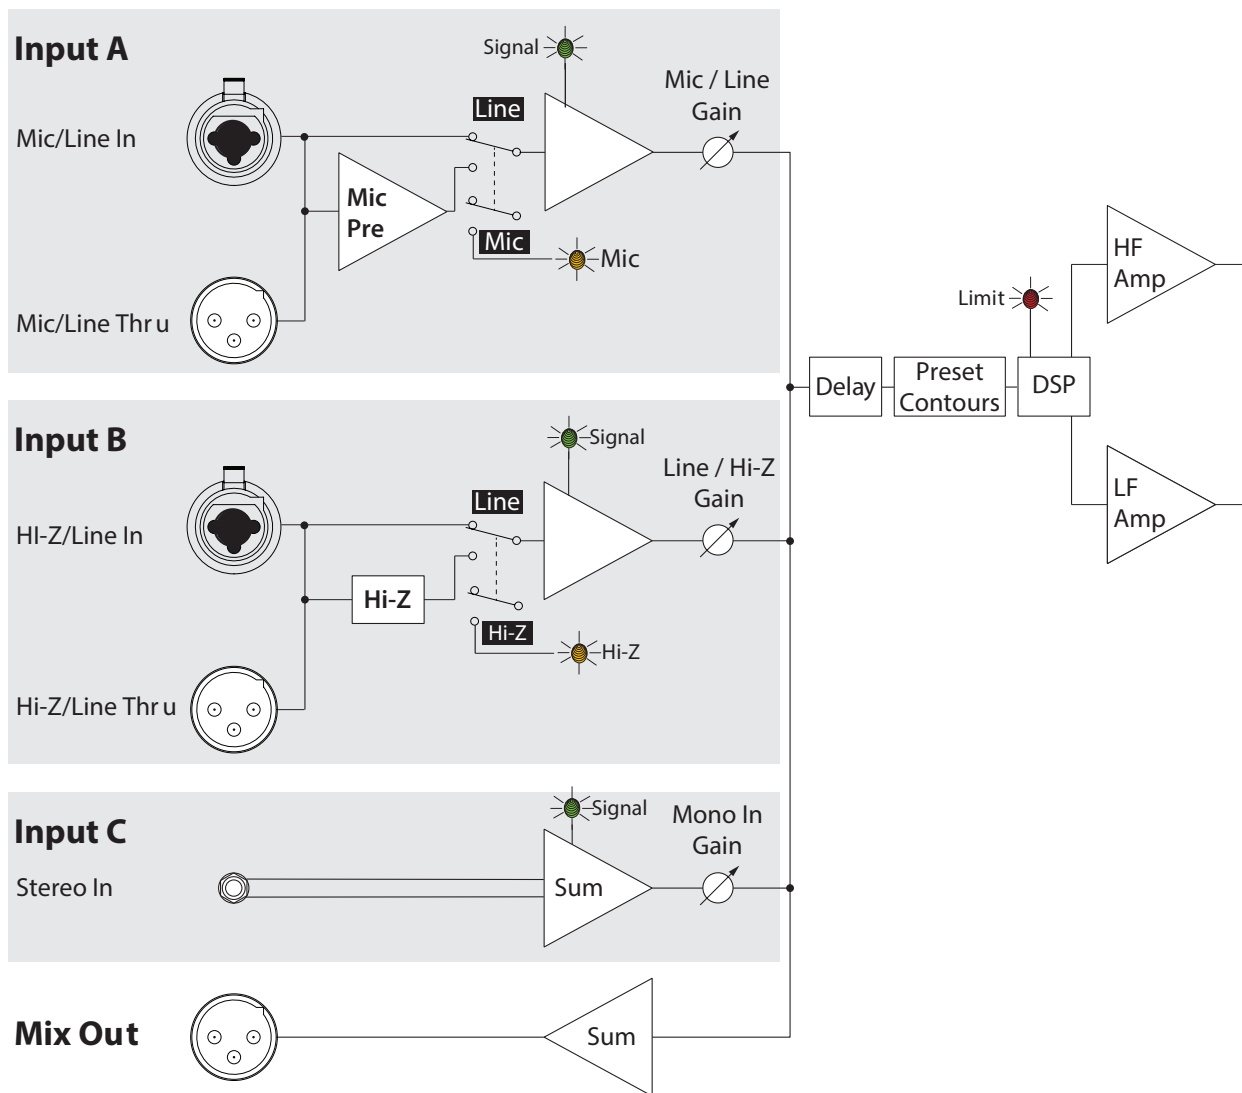 Input A
Signal
Mic / Line
Gain
Line
Mic/Line In
Mic
Pre
Mic
Mic
Mic/Line Thru
HF
Amp
Limit
Delay
Preset
Contours
DSP
LF
Amp
Input B
Signal
Line / Hi-Z
Gain
Line
HI-Z/Line In
Hi-Z
Hi-Z
Hi-Z
Hi-Z/Line Thru
Input C
Signal
Mono In
Gain
Stereo In
Sum
Mix Out
Sum